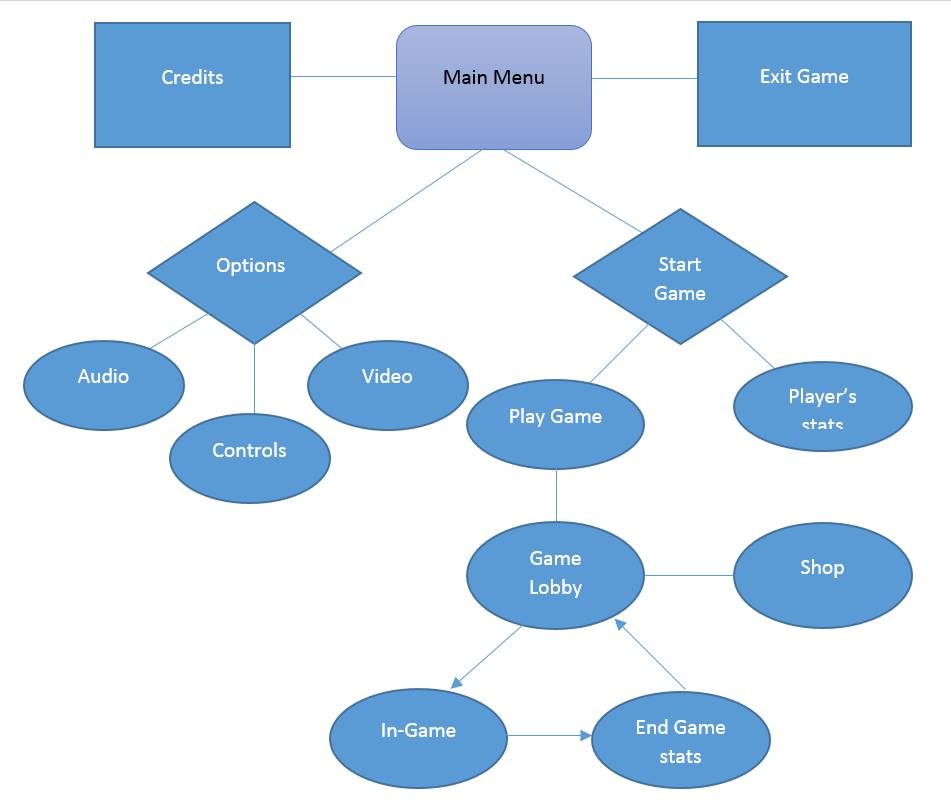 Credits
Main Menu
Exit Game
Options
Start
Game
Audio
Video
Controls
Play Game
Player’s
stats
Game
Lobby
Shop
In-Game
End Game
stats